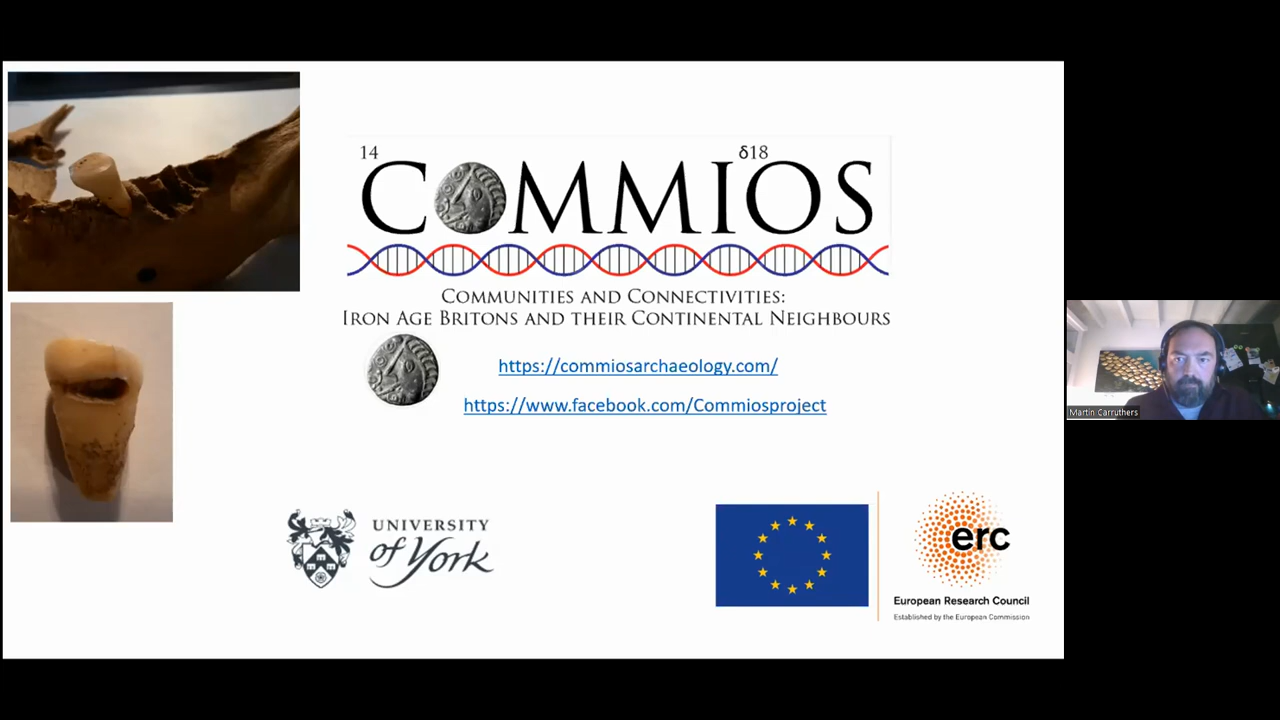 14
δ18
COMMIOS
COMMUNITIES AND CONNECTIVITIES:
IRON AGE BRITONS AND THEIR CONTINENTAL NEIGHBOURS
https://commiosarchaeology.com/
https://www.facebook.com/Commiosproject
UNIVERSITY
of York
erc
European Research Council
Established by the European Commission
Martin Carruthers